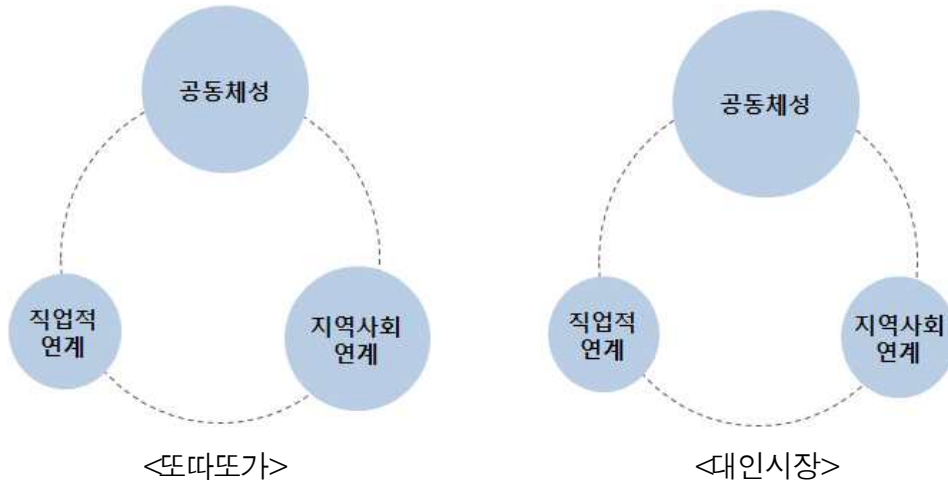 공동체성
직업적
연계
지역사회
연계
<또따또가>
공동체성
직업적
연계
지역사회
연계
<대인시장>